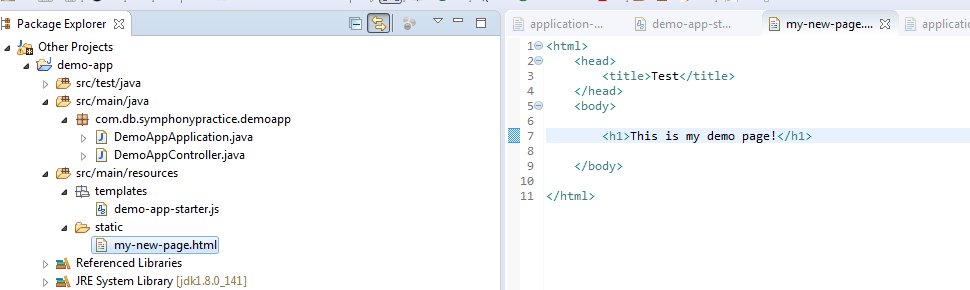 Package Explorer
Other Projects
demo-app
src/test/java
src/main/java
com.db.symphonypractice.demoapp
DemoAppApplication.java
DemoAppController.java
src/main/resources
templates
demo-app-starter.js
static
my-new-page.html
Referenced Libraries
JRE System Library [jdk1.8.0_141]
application-... demo-app-st... my-new-page.... application
1 <html>
2 <head>
3 <title>Test</title>
4 </head>
5 <body>
6
7 <h1>This is my demo page!</h1>
8
9 </body>
10
11 </html>